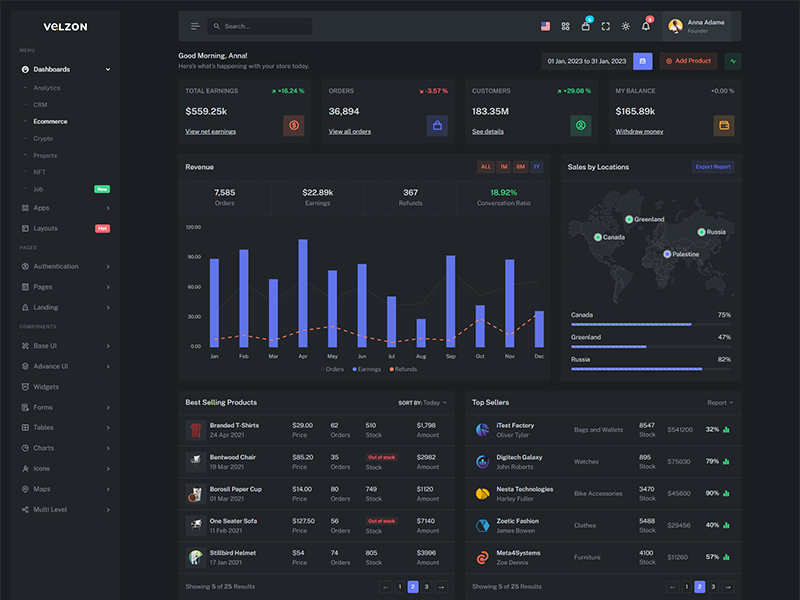 VELZON
MENU
Dashboards
Analytics
CRM
Ecommerce
Crypto
Projects
NFT
Job New
Apps
Layouts Hot
PAGES
Authentication
Pages
Landing
COMPONENTS
Base UI
Advance UI
Widgets
Forms
Tables
Charts
Icons
Maps
Multi Level
Search...
Anna Adame
Founder
Good Morning, Anna!
Here's what's happening with your store today.
01 Jan, 2023 to 31 Jan, 2023
Add Product
TOTAL EARNINGS +16.24 %
$559.25k
View net earnings
ORDERS -3.57 %
36,894
View all orders
CUSTOMERS +29.08 %
183.35M
See details
MY BALANCE +0.00 %
$165.89k
Withdraw money
Revenue
ALL 1M 6M 1Y
7,585 $22.89k 367 18.92%
Orders Earnings Refunds Conversation Ratio
120.00
90.00
60.00
30.00
0.00
Jan Feb Mar Apr May Jun Jul Aug Sep Oct Nov Dec
Orders Earnings Refunds
Sales by Locations
Export Report
Greenland
Canada
Russia
Palestine
Canada 75%
Greenland 47%
Russia 82%
Best Selling Products SORT BY: Today
Branded T-Shirts $29.00 62 510 $1,798
24 Apr 2021 Price Orders Stock Amount
Bentwood Chair $85.20 35 Out of stock $2982
19 Mar 2021 Price Orders Stock Amount
Borosil Paper Cup $14.00 80 749 $1120
01 Mar 2021 Price Orders Stock Amount
One Seater Sofa $127.50 56 Out of stock $7140
11 Feb 2021 Price Orders Stock Amount
Stillbird Helmet $54 74 805 $3996
17 Jan 2021 Price Orders Stock Amount
Showing 5 of 25 Results ← 1 2 3 →
Top Sellers Report
iTest Factory Bags and Wallets 8547 $541200 32%
Oliver Tyler Stock
Digitech Galaxy Watches 895 $75030 79%
John Roberts Stock
Nesta Technologies Bike Accessories 3470 $45600 90%
Harley Fuller Stock
Zoetic Fashion Clothes 5488 $29456 40%
James Bowen Stock
Meta4Systems Furniture 4100 $11260 57%
Zoe Dennis Stock
Showing 5 of 25 Results ← 1 2 3 →